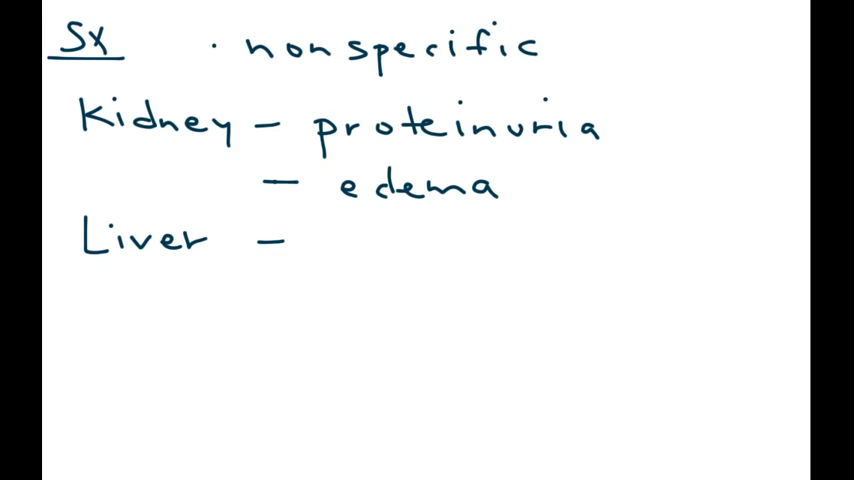 Sx · nonspecific
Kidney - proteinuria
- edema
Liver -